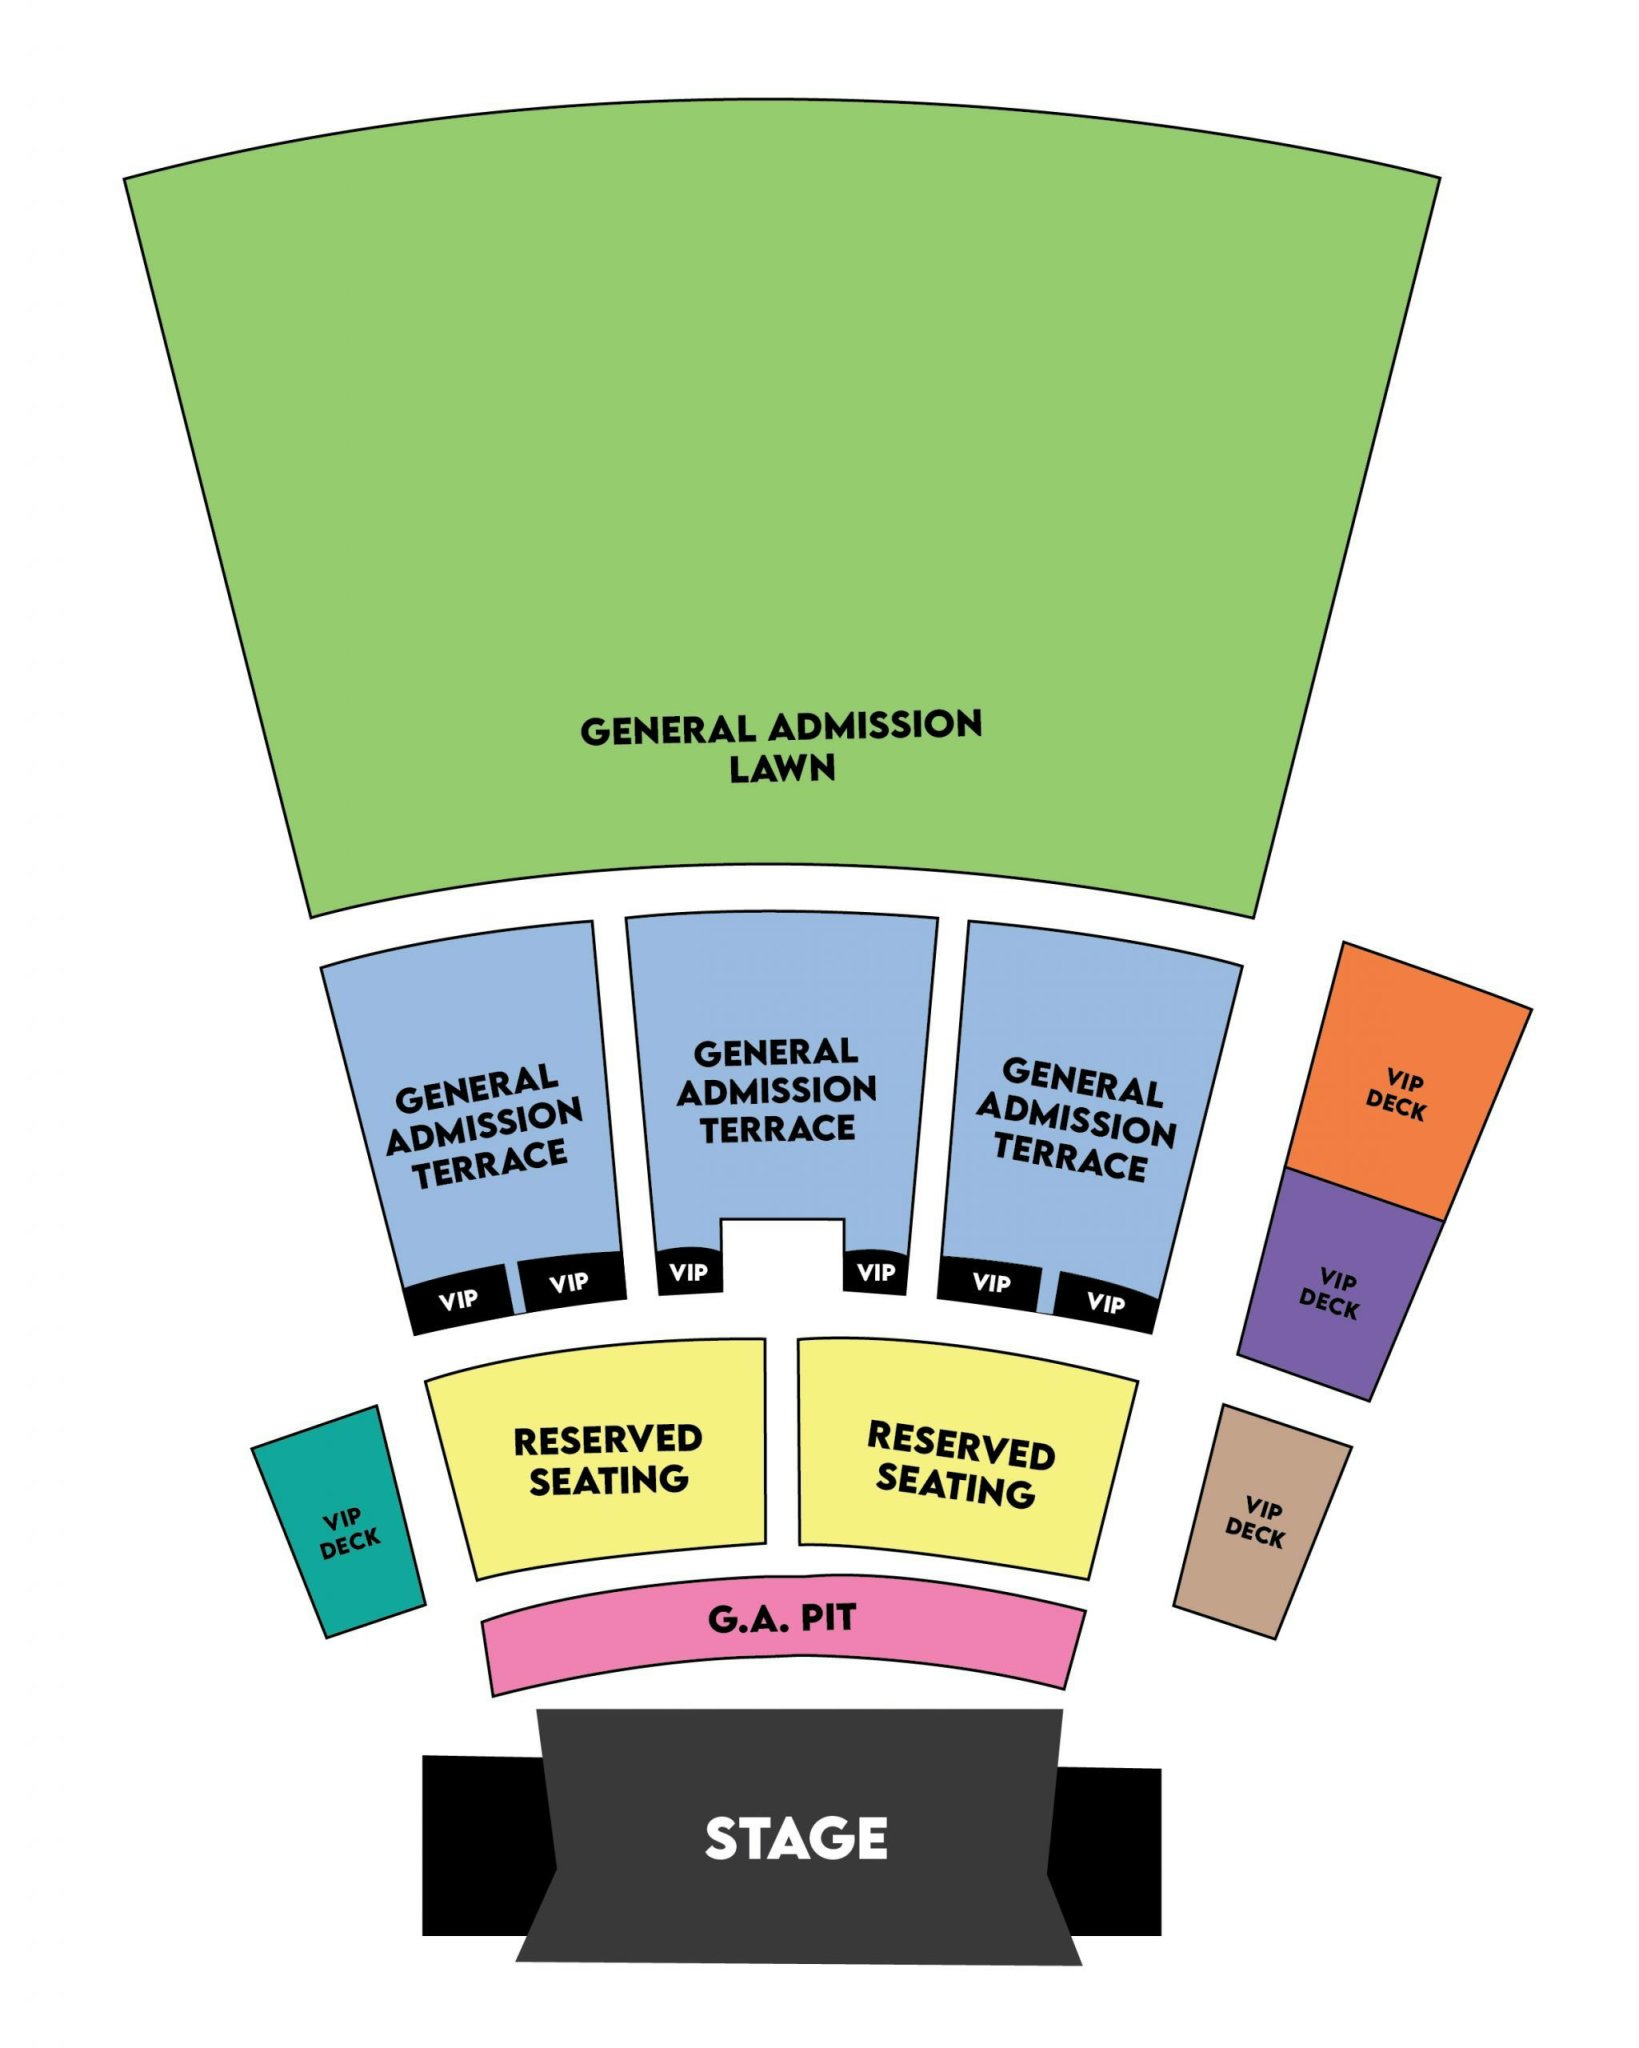 GENERAL ADMISSION
LAWN
GENERAL
ADMISSION
TERRACE
GENERAL
ADMISSION
TERRACE
GENERAL
ADMISSION
TERRACE
VIP
DECK
VIP
VIP
VIP
VIP
VIP
VIP
VIP
DECK
RESERVED
SEATING
RESERVED
SEATING
VIP
DECK
VIP
DECK
G.A. PIT
STAGE